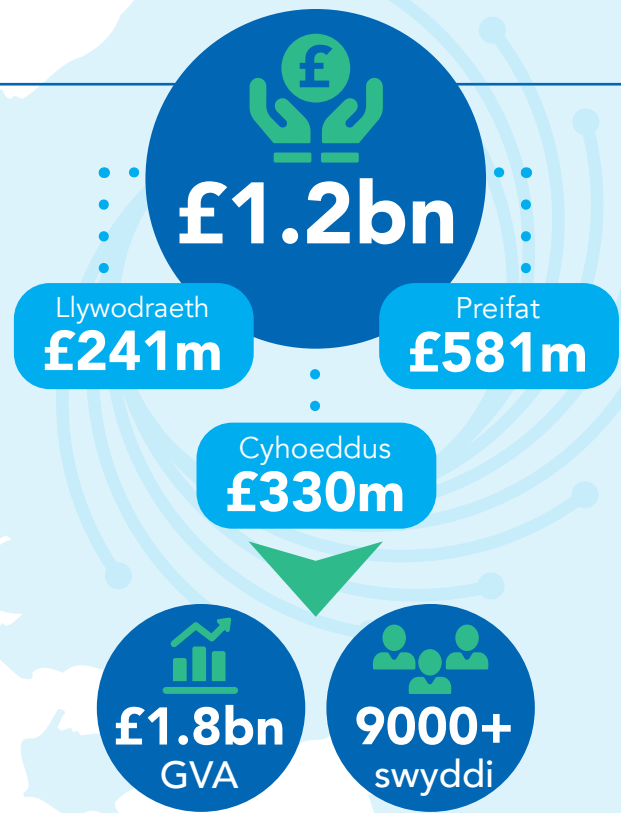 £
£1.2bn
Llywodraeth
£241m
Preifat
£581m
Cyhoeddus
£330m
£1.8bn
GVA
9000+
swyddi